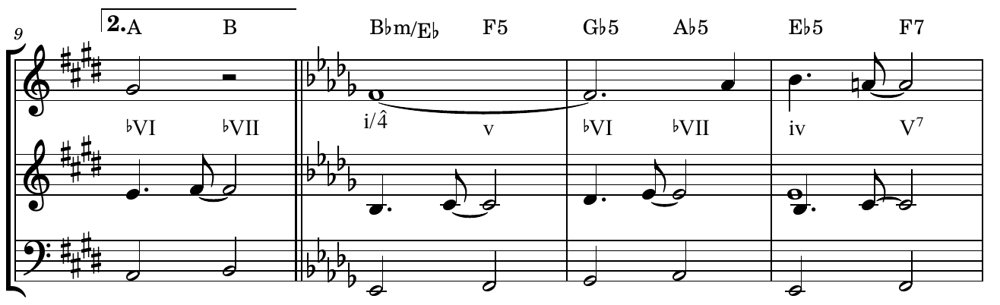 2. A B B♭m/E♭ F5 G♭5 A♭5 E♭5 F7
9
♭VI ♭VII i/4̂ v ♭VI ♭VII iv V⁷